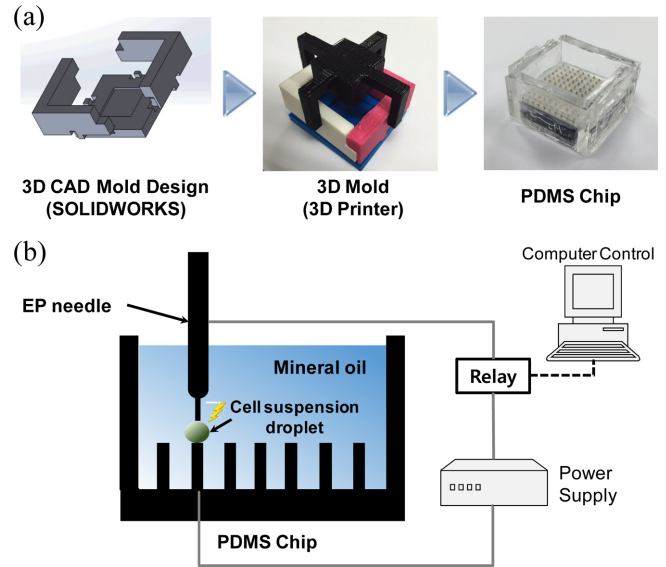 (a)
3D CAD Mold Design
(SOLIDWORKS)
3D Mold
(3D Printer)
PDMS Chip
(b)
Computer Control
EP needle
Mineral oil
Relay
Cell suspension
droplet
Power
Supply
PDMS Chip